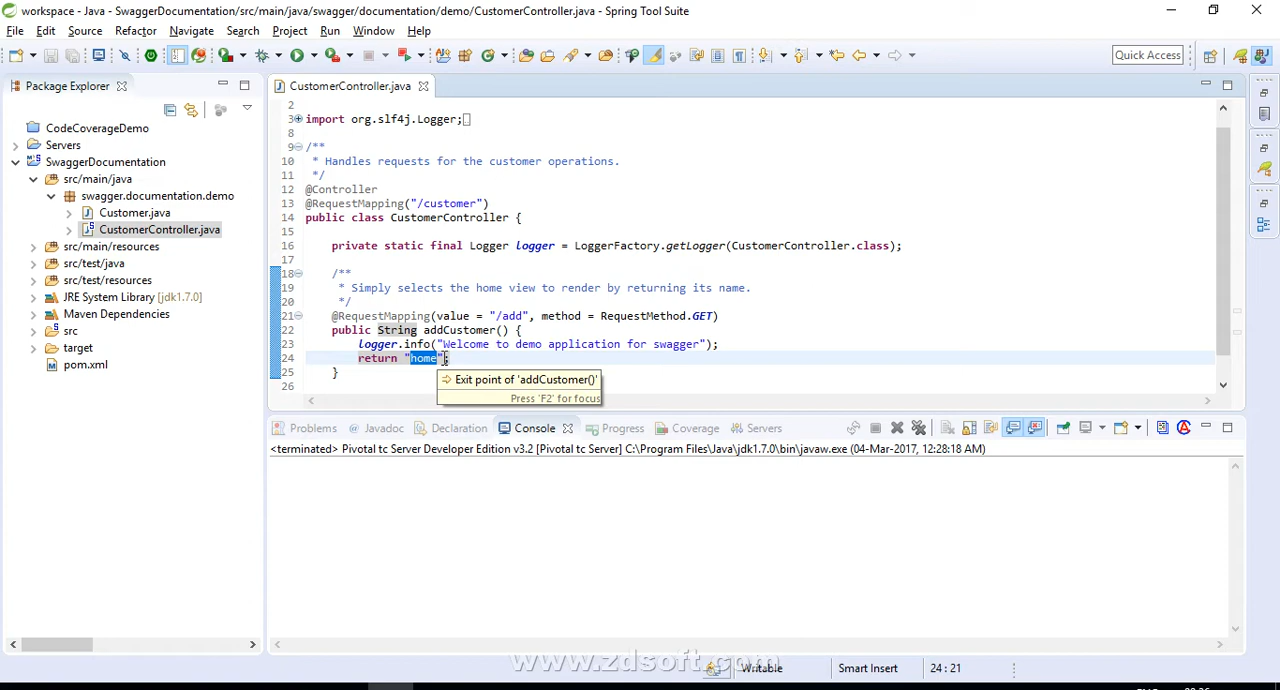 workspace - Java - SwaggerDocumentation/src/main/java/swagger/documentation/demo/CustomerController.java - Spring Tool Suite
File Edit Source Refactor Navigate Search Project Run Window Help
Quick Access
Package Explorer
CustomerController.java
CodeCoverageDemo
Servers
SwaggerDocumentation
src/main/java
swagger.documentation.demo
Customer.java
CustomerController.java
src/main/resources
src/test/java
src/test/resources
JRE System Library [jdk1.7.0]
Maven Dependencies
src
target
pom.xml
2
3 import org.slf4j.Logger;
8
9 /**
10 * Handles requests for the customer operations.
11 */
12 @Controller
13 @RequestMapping("/customer")
14 public class CustomerController {
15
16 private static final Logger logger = LoggerFactory.getLogger(CustomerController.class);
17
18 /**
19 * Simply selects the home view to render by returning its name.
20 */
21 @RequestMapping(value = "/add", method = RequestMethod.GET)
22 public String addCustomer() {
23 logger.info("Welcome to demo application for swagger");
24 return "home";
25 }
26
Exit point of 'addCustomer()'
Press 'F2' for focus
Problems Javadoc Declaration Console Progress Coverage Servers
<terminated> Pivotal tc Server Developer Edition v3.2 [Pivotal tc Server] C:\Program Files\Java\jdk1.7.0\bin\javaw.exe (04-Mar-2017, 12:28:18 AM)
www.zdsoft.com
Writable Smart Insert 24 : 21